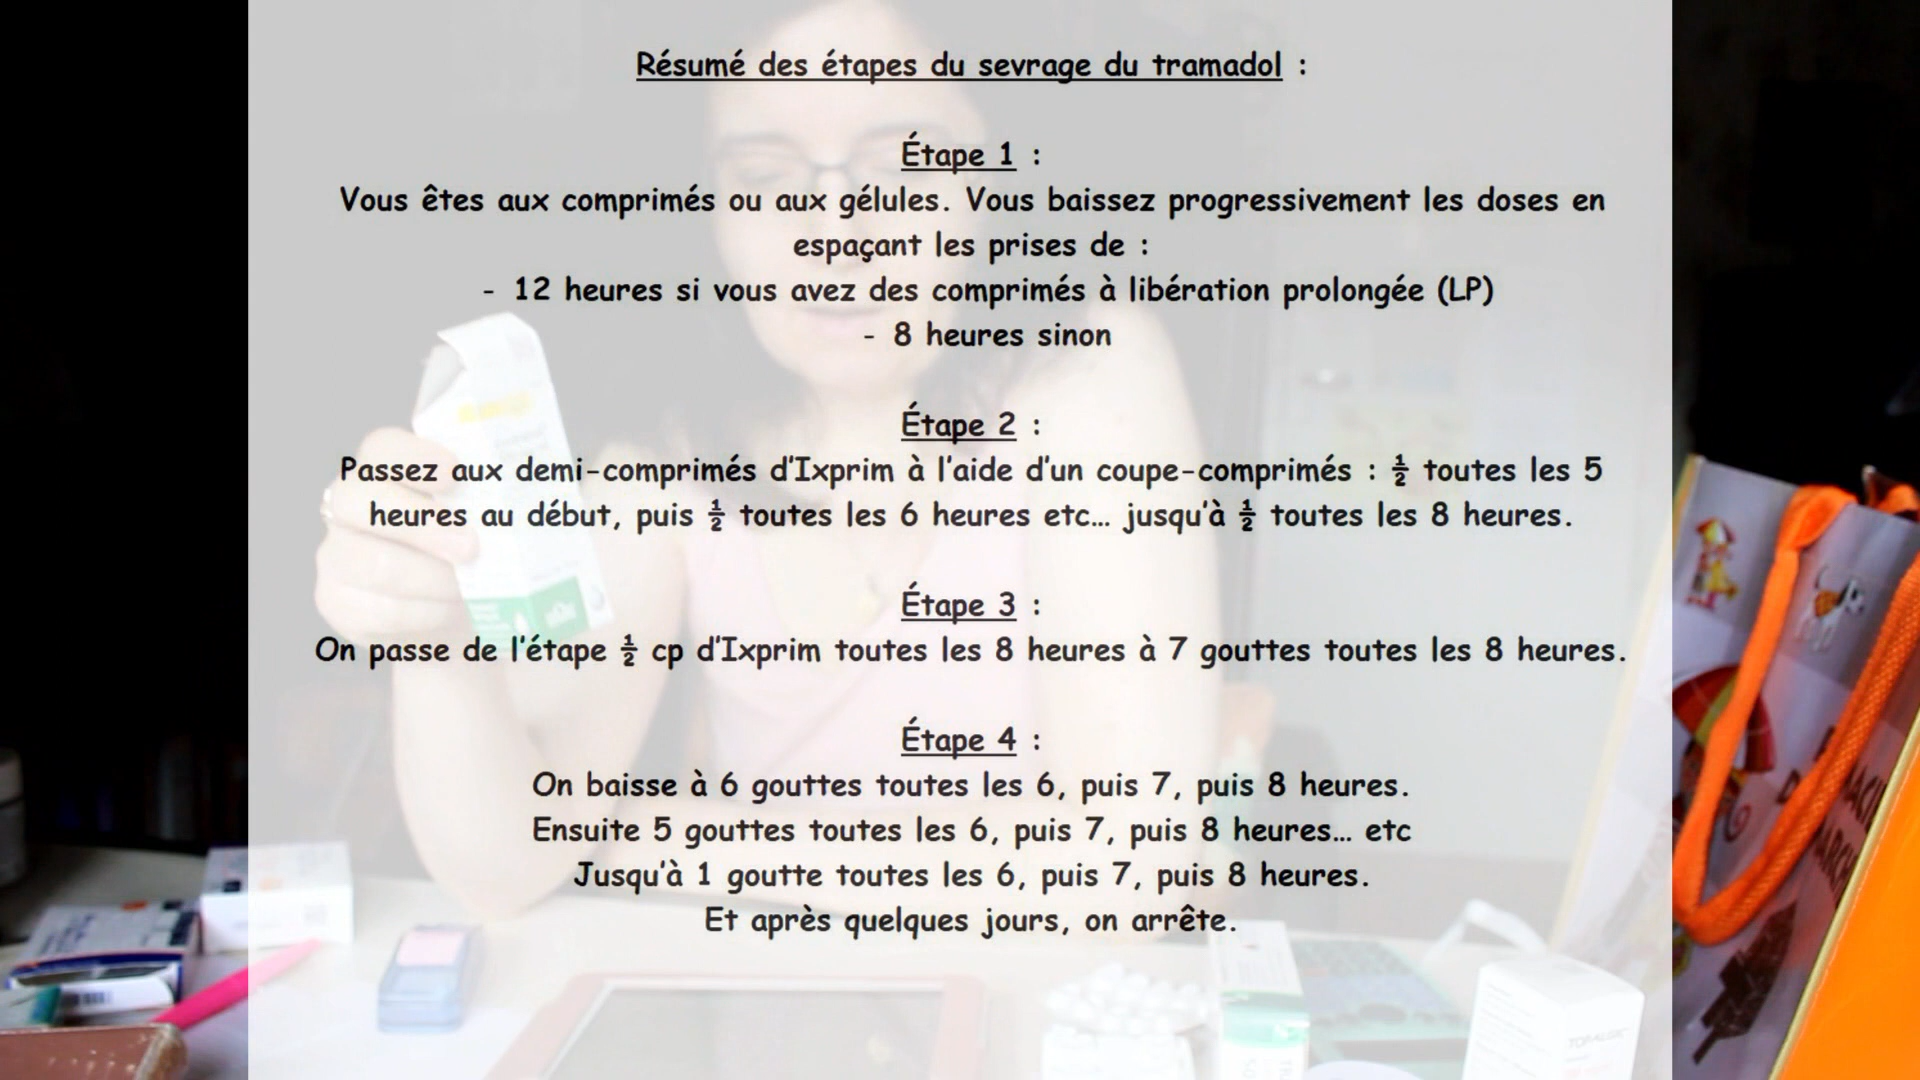 Résumé des étapes du sevrage du tramadol :
Étape 1 :
Vous êtes aux comprimés ou aux gélules. Vous baissez progressivement les doses en
espaçant les prises de :
- 12 heures si vous avez des comprimés à libération prolongée (LP)
- 8 heures sinon
Étape 2 :
Passez aux demi-comprimés d'Ixprim à l'aide d'un coupe-comprimés : ½ toutes les 5
heures au début, puis ½ toutes les 6 heures etc… jusqu'à ½ toutes les 8 heures.
Étape 3 :
On passe de l'étape ½ cp d'Ixprim toutes les 8 heures à 7 gouttes toutes les 8 heures.
Étape 4 :
On baisse à 6 gouttes toutes les 6, puis 7, puis 8 heures.
Ensuite 5 gouttes toutes les 6, puis 7, puis 8 heures… etc
Jusqu'à 1 goutte toutes les 6, puis 7, puis 8 heures.
Et après quelques jours, on arrête.
TOPALGIC